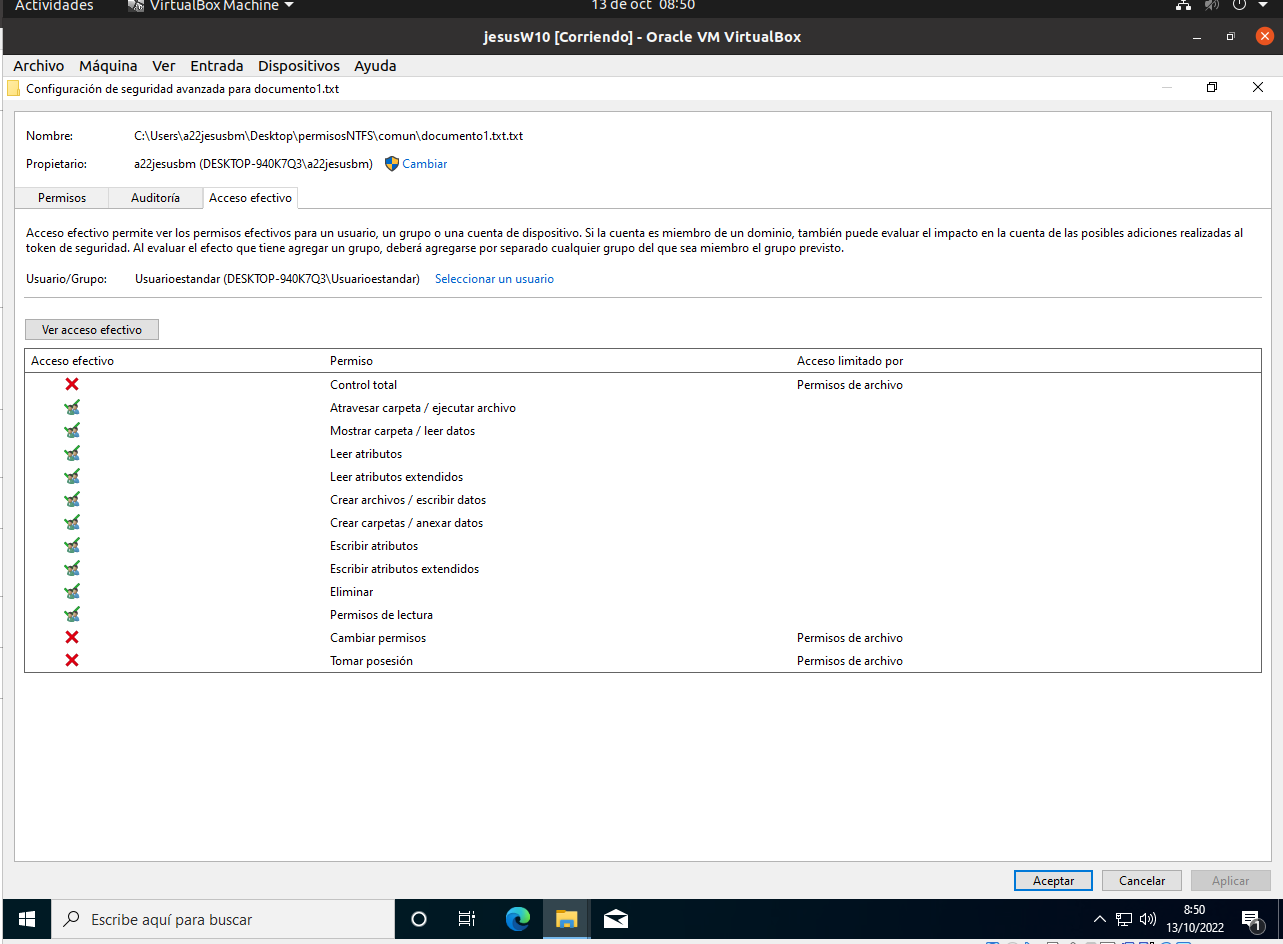 Actividades VirtualBox Machine 13 de oct 08:50
jesusW10 [Corriendo] - Oracle VM VirtualBox
Archivo Máquina Ver Entrada Dispositivos Ayuda
Configuración de seguridad avanzada para documento1.txt
Nombre: C:\Users\a22jesusbm\Desktop\permisosNTFS\comun\documento1.txt.txt
Propietario: a22jesusbm (DESKTOP-940K7Q3\a22jesusbm) Cambiar
Permisos Auditoría Acceso efectivo
Acceso efectivo permite ver los permisos efectivos para un usuario, un grupo o una cuenta de dispositivo. Si la cuenta es miembro de un dominio, también puede evaluar el impacto en la cuenta de las posibles adiciones realizadas al
token de seguridad. Al evaluar el efecto que tiene agregar un grupo, deberá agregarse por separado cualquier grupo del que sea miembro el grupo previsto.
Usuario/Grupo: Usuarioestandar (DESKTOP-940K7Q3\Usuarioestandar) Seleccionar un usuario
Ver acceso efectivo
Acceso efectivo Permiso Acceso limitado por
Control total Permisos de archivo
Atravesar carpeta / ejecutar archivo
Mostrar carpeta / leer datos
Leer atributos
Leer atributos extendidos
Crear archivos / escribir datos
Crear carpetas / anexar datos
Escribir atributos
Escribir atributos extendidos
Eliminar
Permisos de lectura
Cambiar permisos Permisos de archivo
Tomar posesión Permisos de archivo
Aceptar Cancelar Aplicar
Escribe aquí para buscar
8:50
13/10/2022
1